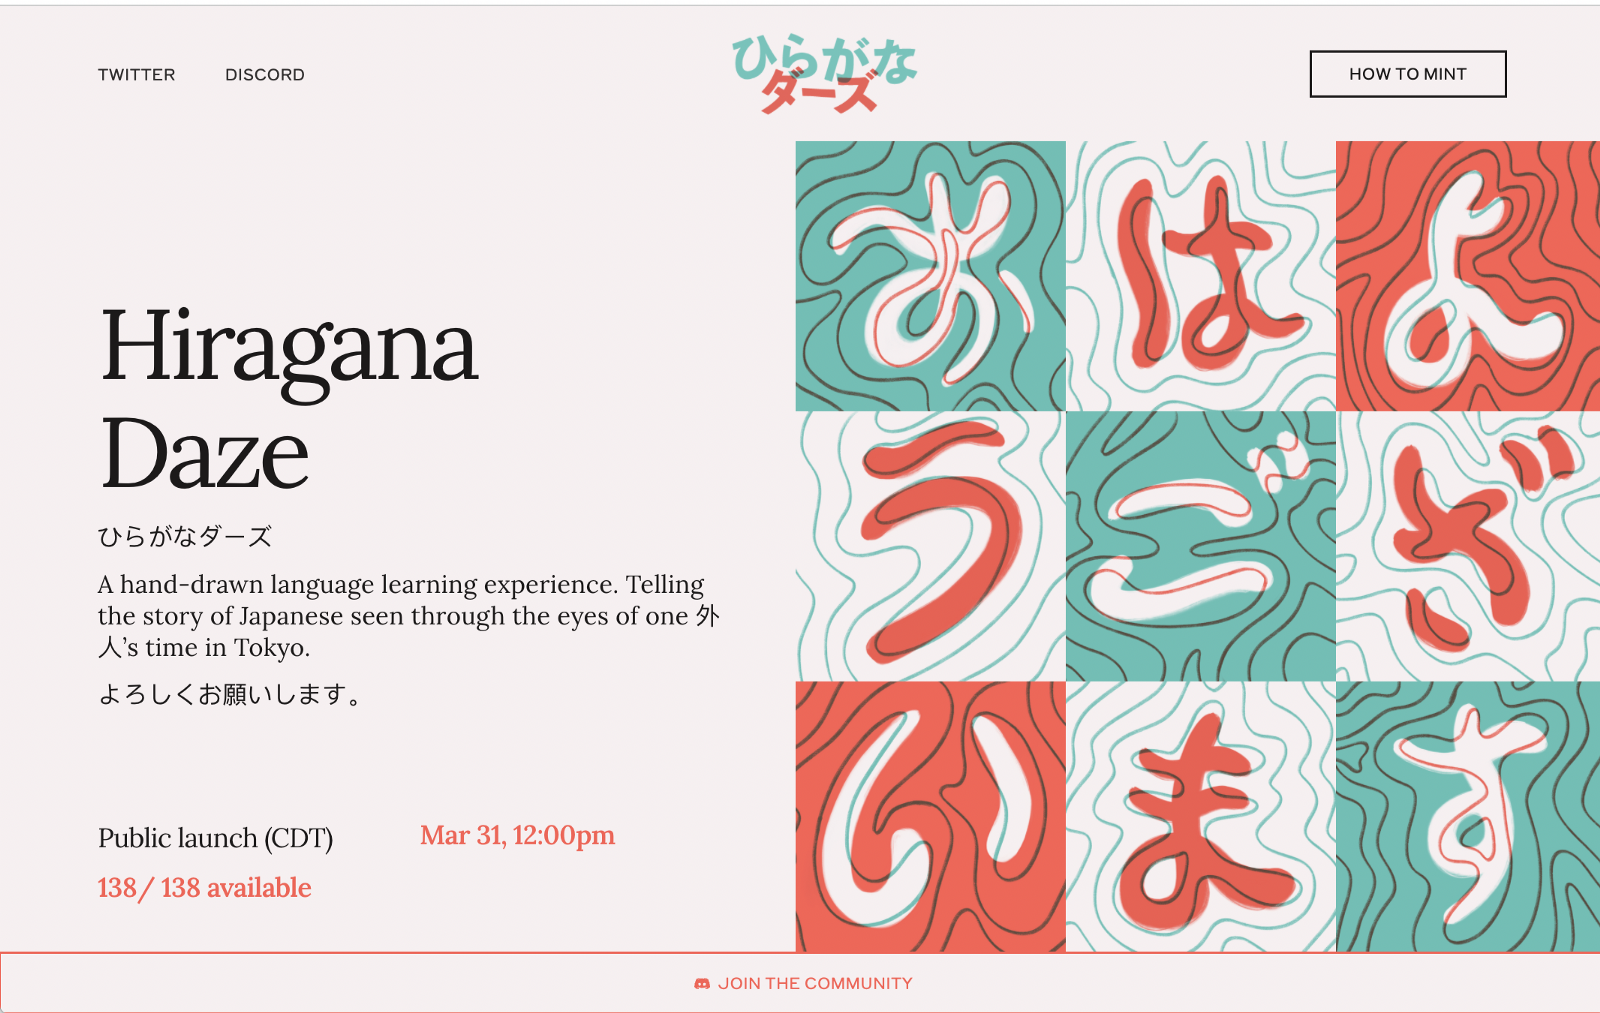 TWITTER
DISCORD
ひらがな
ダーズ
HOW TO MINT
Hiragana
Daze
ひらがなダーズ
A hand-drawn language learning experience. Telling
the story of Japanese seen through the eyes of one 外
人’s time in Tokyo.
よろしくお願いします。
Public launch (CDT)
Mar 31, 12:00pm
138/ 138 available
お は よ
う ご ざ
い ま す
JOIN THE COMMUNITY